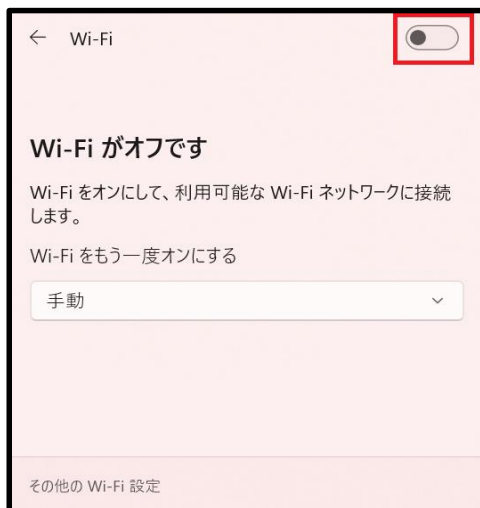 Wi-Fi
Wi-Fi がオフです
Wi-Fi をオンにして、利用可能な Wi-Fi ネットワークに接続
します。
Wi-Fi をもう一度オンにする
手動
その他の Wi-Fi 設定